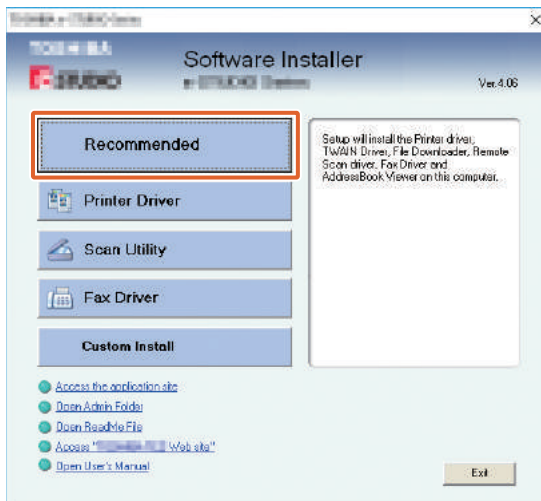 Software Installer
Ver.4.06
Recommended
Setup will install the Printer driver,
TWAIN Driver, File Downloader, Remote
Scan driver, Fax Driver and
AddressBook Viewer on this computer.
Printer Driver
Scan Utility
Fax Driver
Custom Install
Access the application site
Open Admin Folder
Open ReadMe File
Access " Web site"
Open User's Manual
Exit